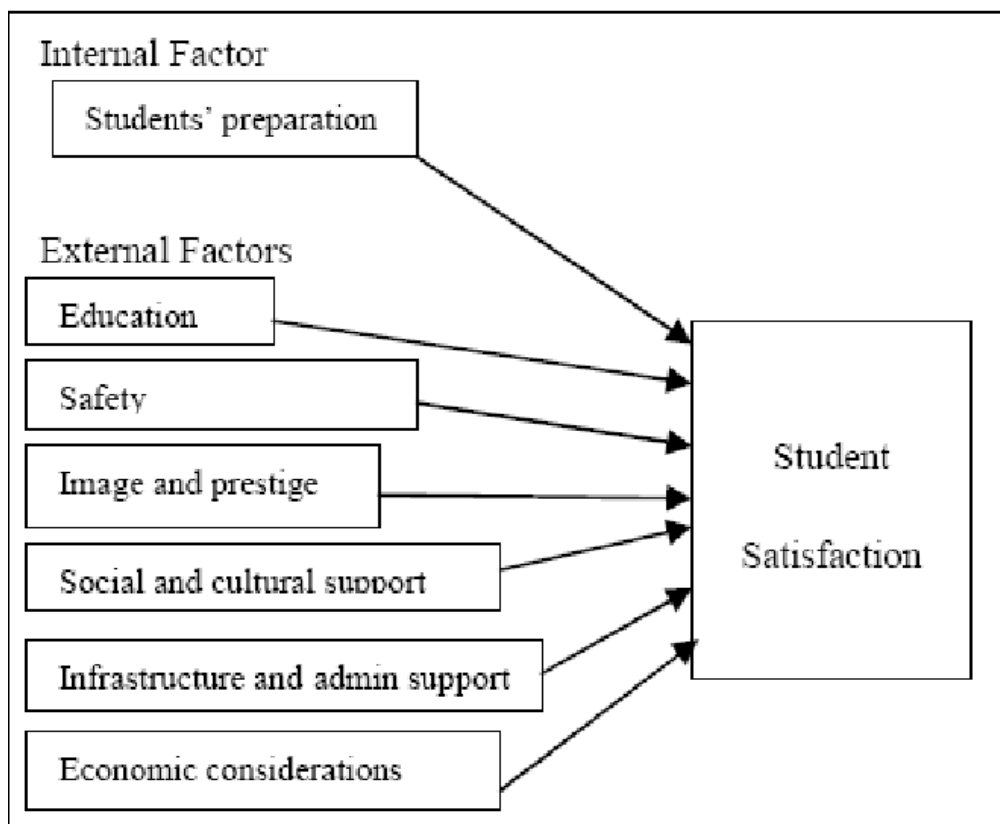 Internal Factor
Students’ preparation
External Factors
Education
Safety
Image and prestige
Social and cultural support
Infrastructure and admin support
Economic considerations
Student
Satisfaction